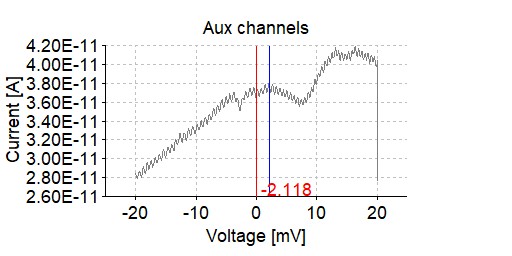 Aux channels
4.20E-11
4.00E-11
3.80E-11
3.60E-11
3.40E-11
3.20E-11
3.00E-11
2.80E-11
2.60E-11
Current [A]
-2.118
-20 -10 0 10 20
Voltage [mV]